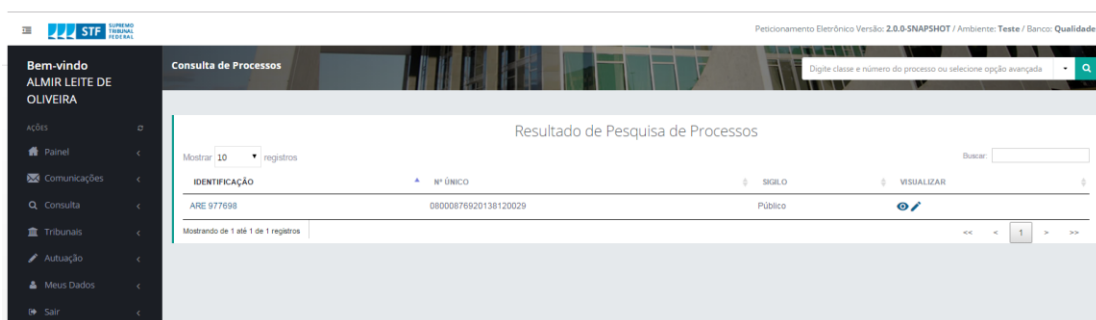 STF
SUPREMO
TRIBUNAL
FEDERAL
Peticionamento Eletrônico Versão: 2.0.0-SNAPSHOT / Ambiente: Teste / Banco: Qualidade
Bem-vindo
ALMIR LEITE DE
OLIVEIRA
AÇÕES
Painel
Comunicações
Consulta
Tribunais
Autuação
Meus Dados
Sair
Consulta de Processos
Digite classe e número do processo ou selecione opção avançada
Resultado de Pesquisa de Processos
Mostrar 10 registros
Buscar:
IDENTIFICAÇÃO Nº ÚNICO SIGILO VISUALIZAR
ARE 977698 08000876920138120029 Público
Mostrando de 1 até 1 de 1 registros
<< < 1 > >>